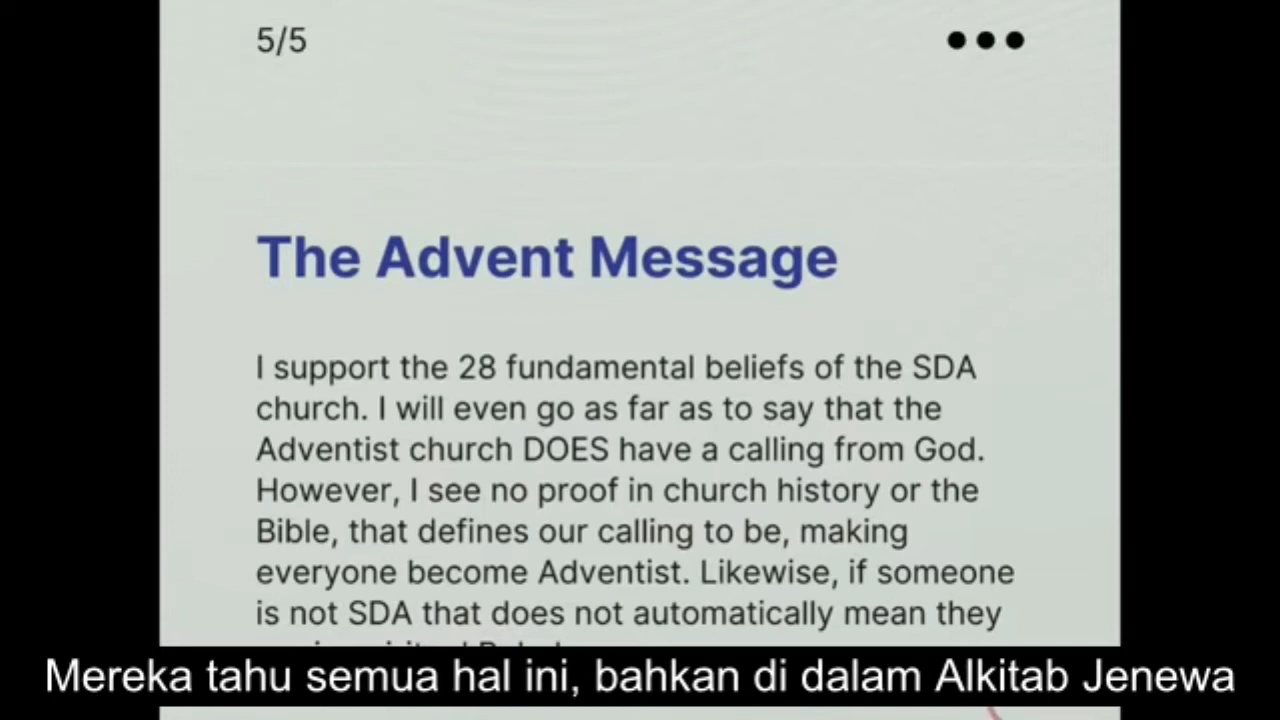 5/5
The Advent Message
I support the 28 fundamental beliefs of the SDA
church. I will even go as far as to say that the
Adventist church DOES have a calling from God.
However, I see no proof in church history or the
Bible, that defines our calling to be, making
everyone become Adventist. Likewise, if someone
is not SDA that does not automatically mean they
Mereka tahu semua hal ini, bahkan di dalam Alkitab Jenewa